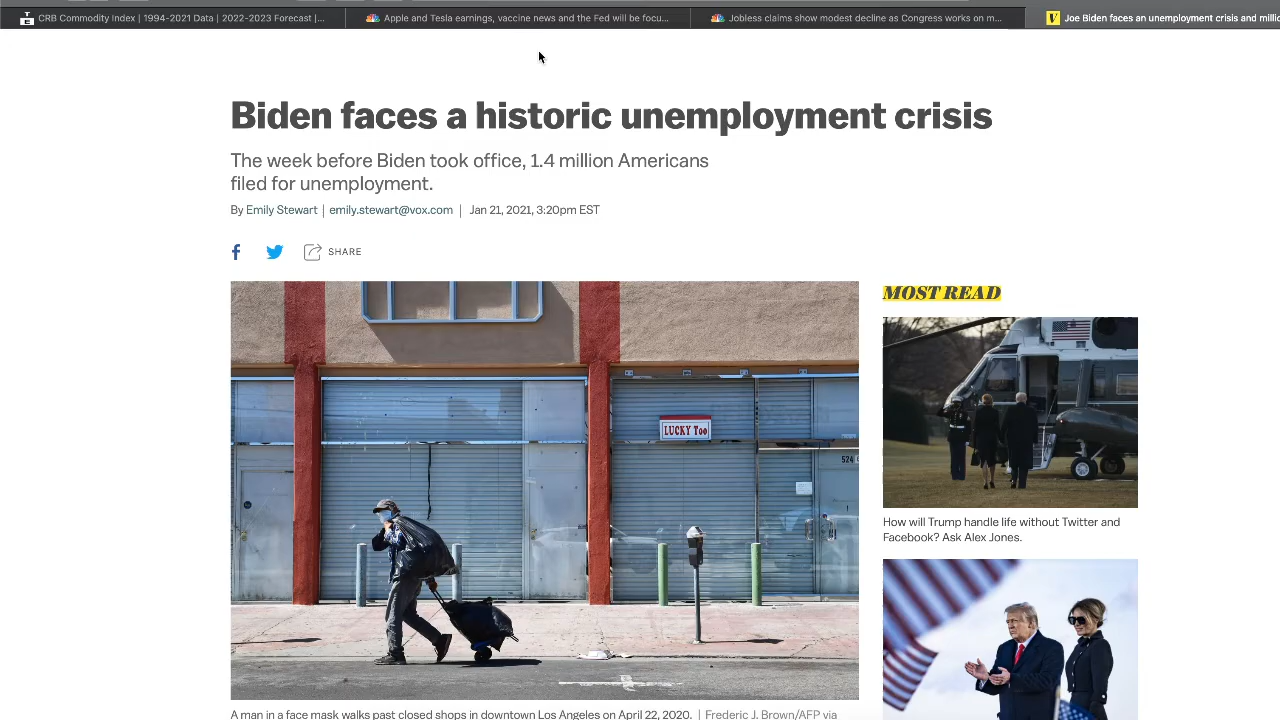 CRB Commodity Index | 1994-2021 Data | 2022-2023 Forecast |...
Apple and Tesla earnings, vaccine news and the Fed will be focu...
Jobless claims show modest decline as Congress works on m...
Joe Biden faces an unemployment crisis and millio
Biden faces a historic unemployment crisis
The week before Biden took office, 1.4 million Americans
filed for unemployment.
By Emily Stewart | emily.stewart@vox.com | Jan 21, 2021, 3:20pm EST
SHARE
MOST READ
LUCKY Too
524
How will Trump handle life without Twitter and
Facebook? Ask Alex Jones.
A man in a face mask walks past closed shops in downtown Los Angeles on April 22, 2020. | Frederic J. Brown/AFP via